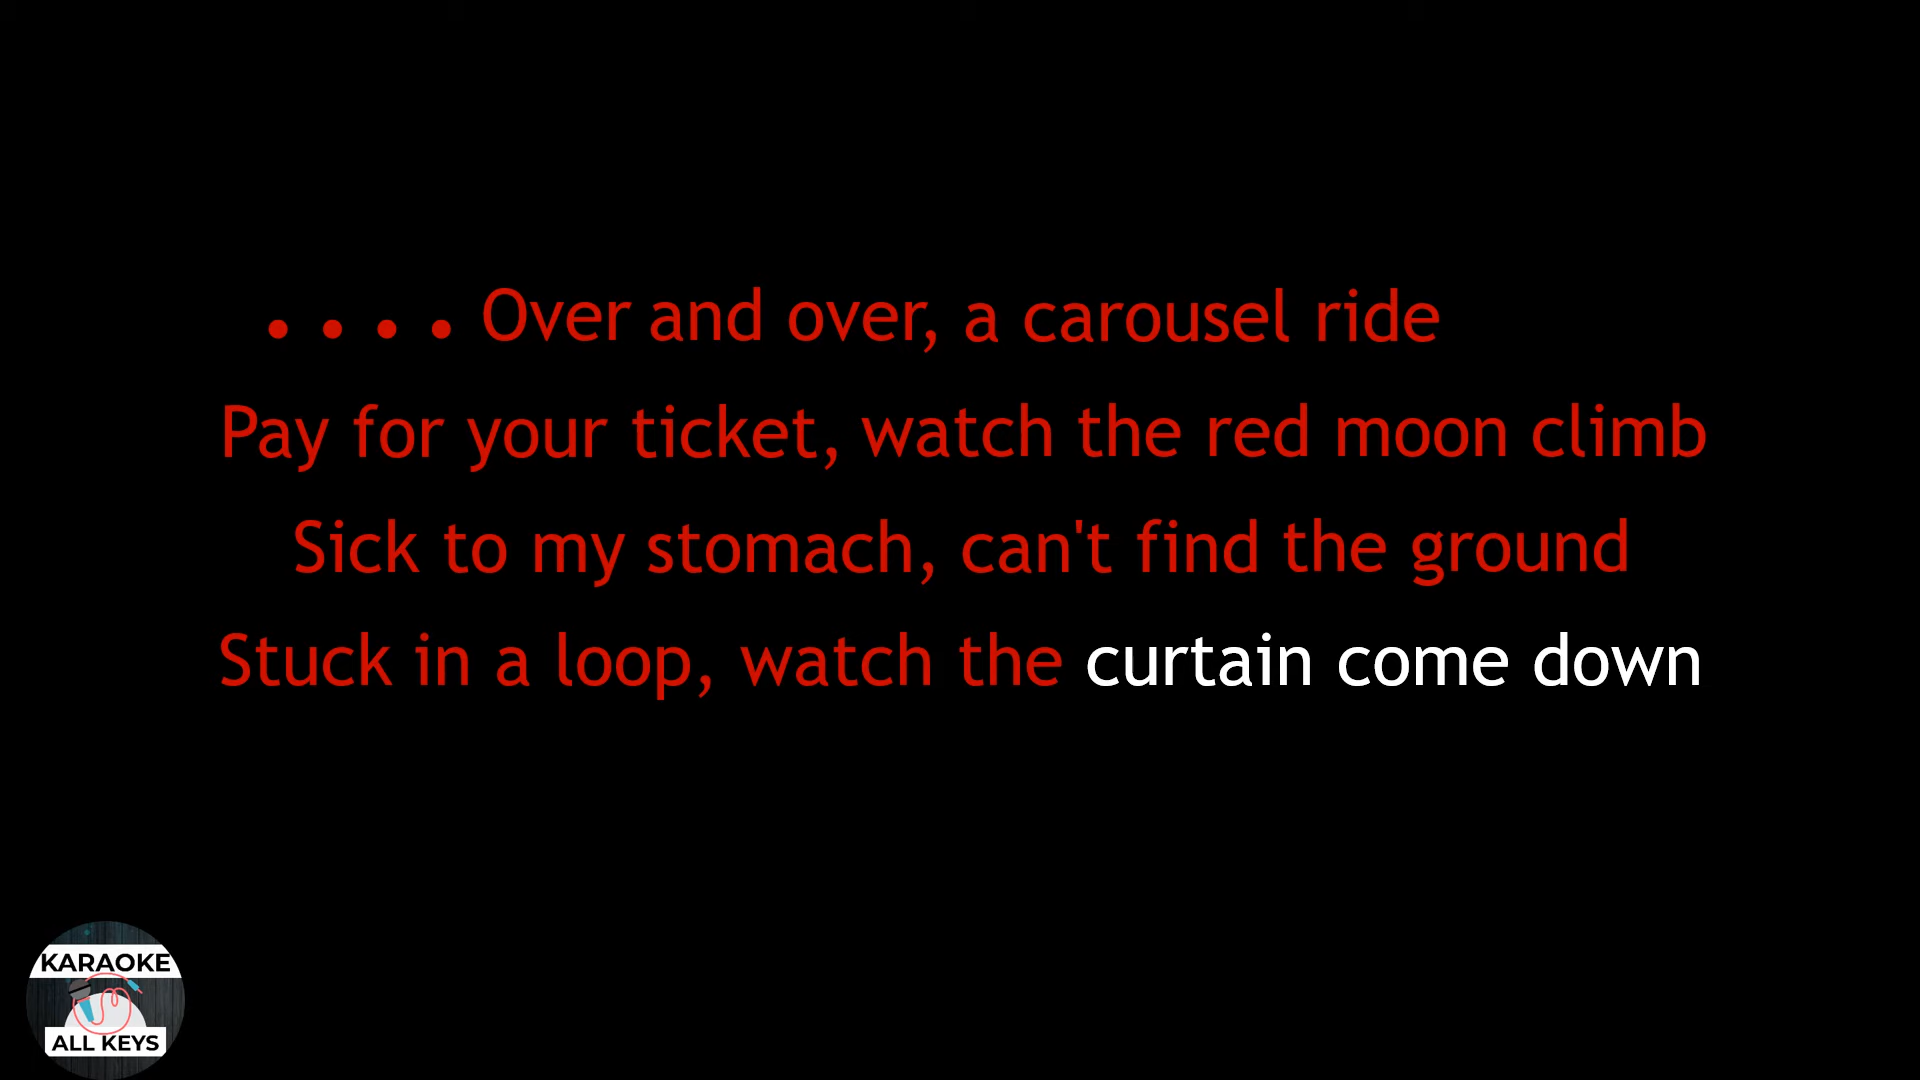 .... Over and over, a carousel ride
Pay for your ticket, watch the red moon climb
Sick to my stomach, can't find the ground
Stuck in a loop, watch the curtain come down
KARAOKE
ALL KEYS